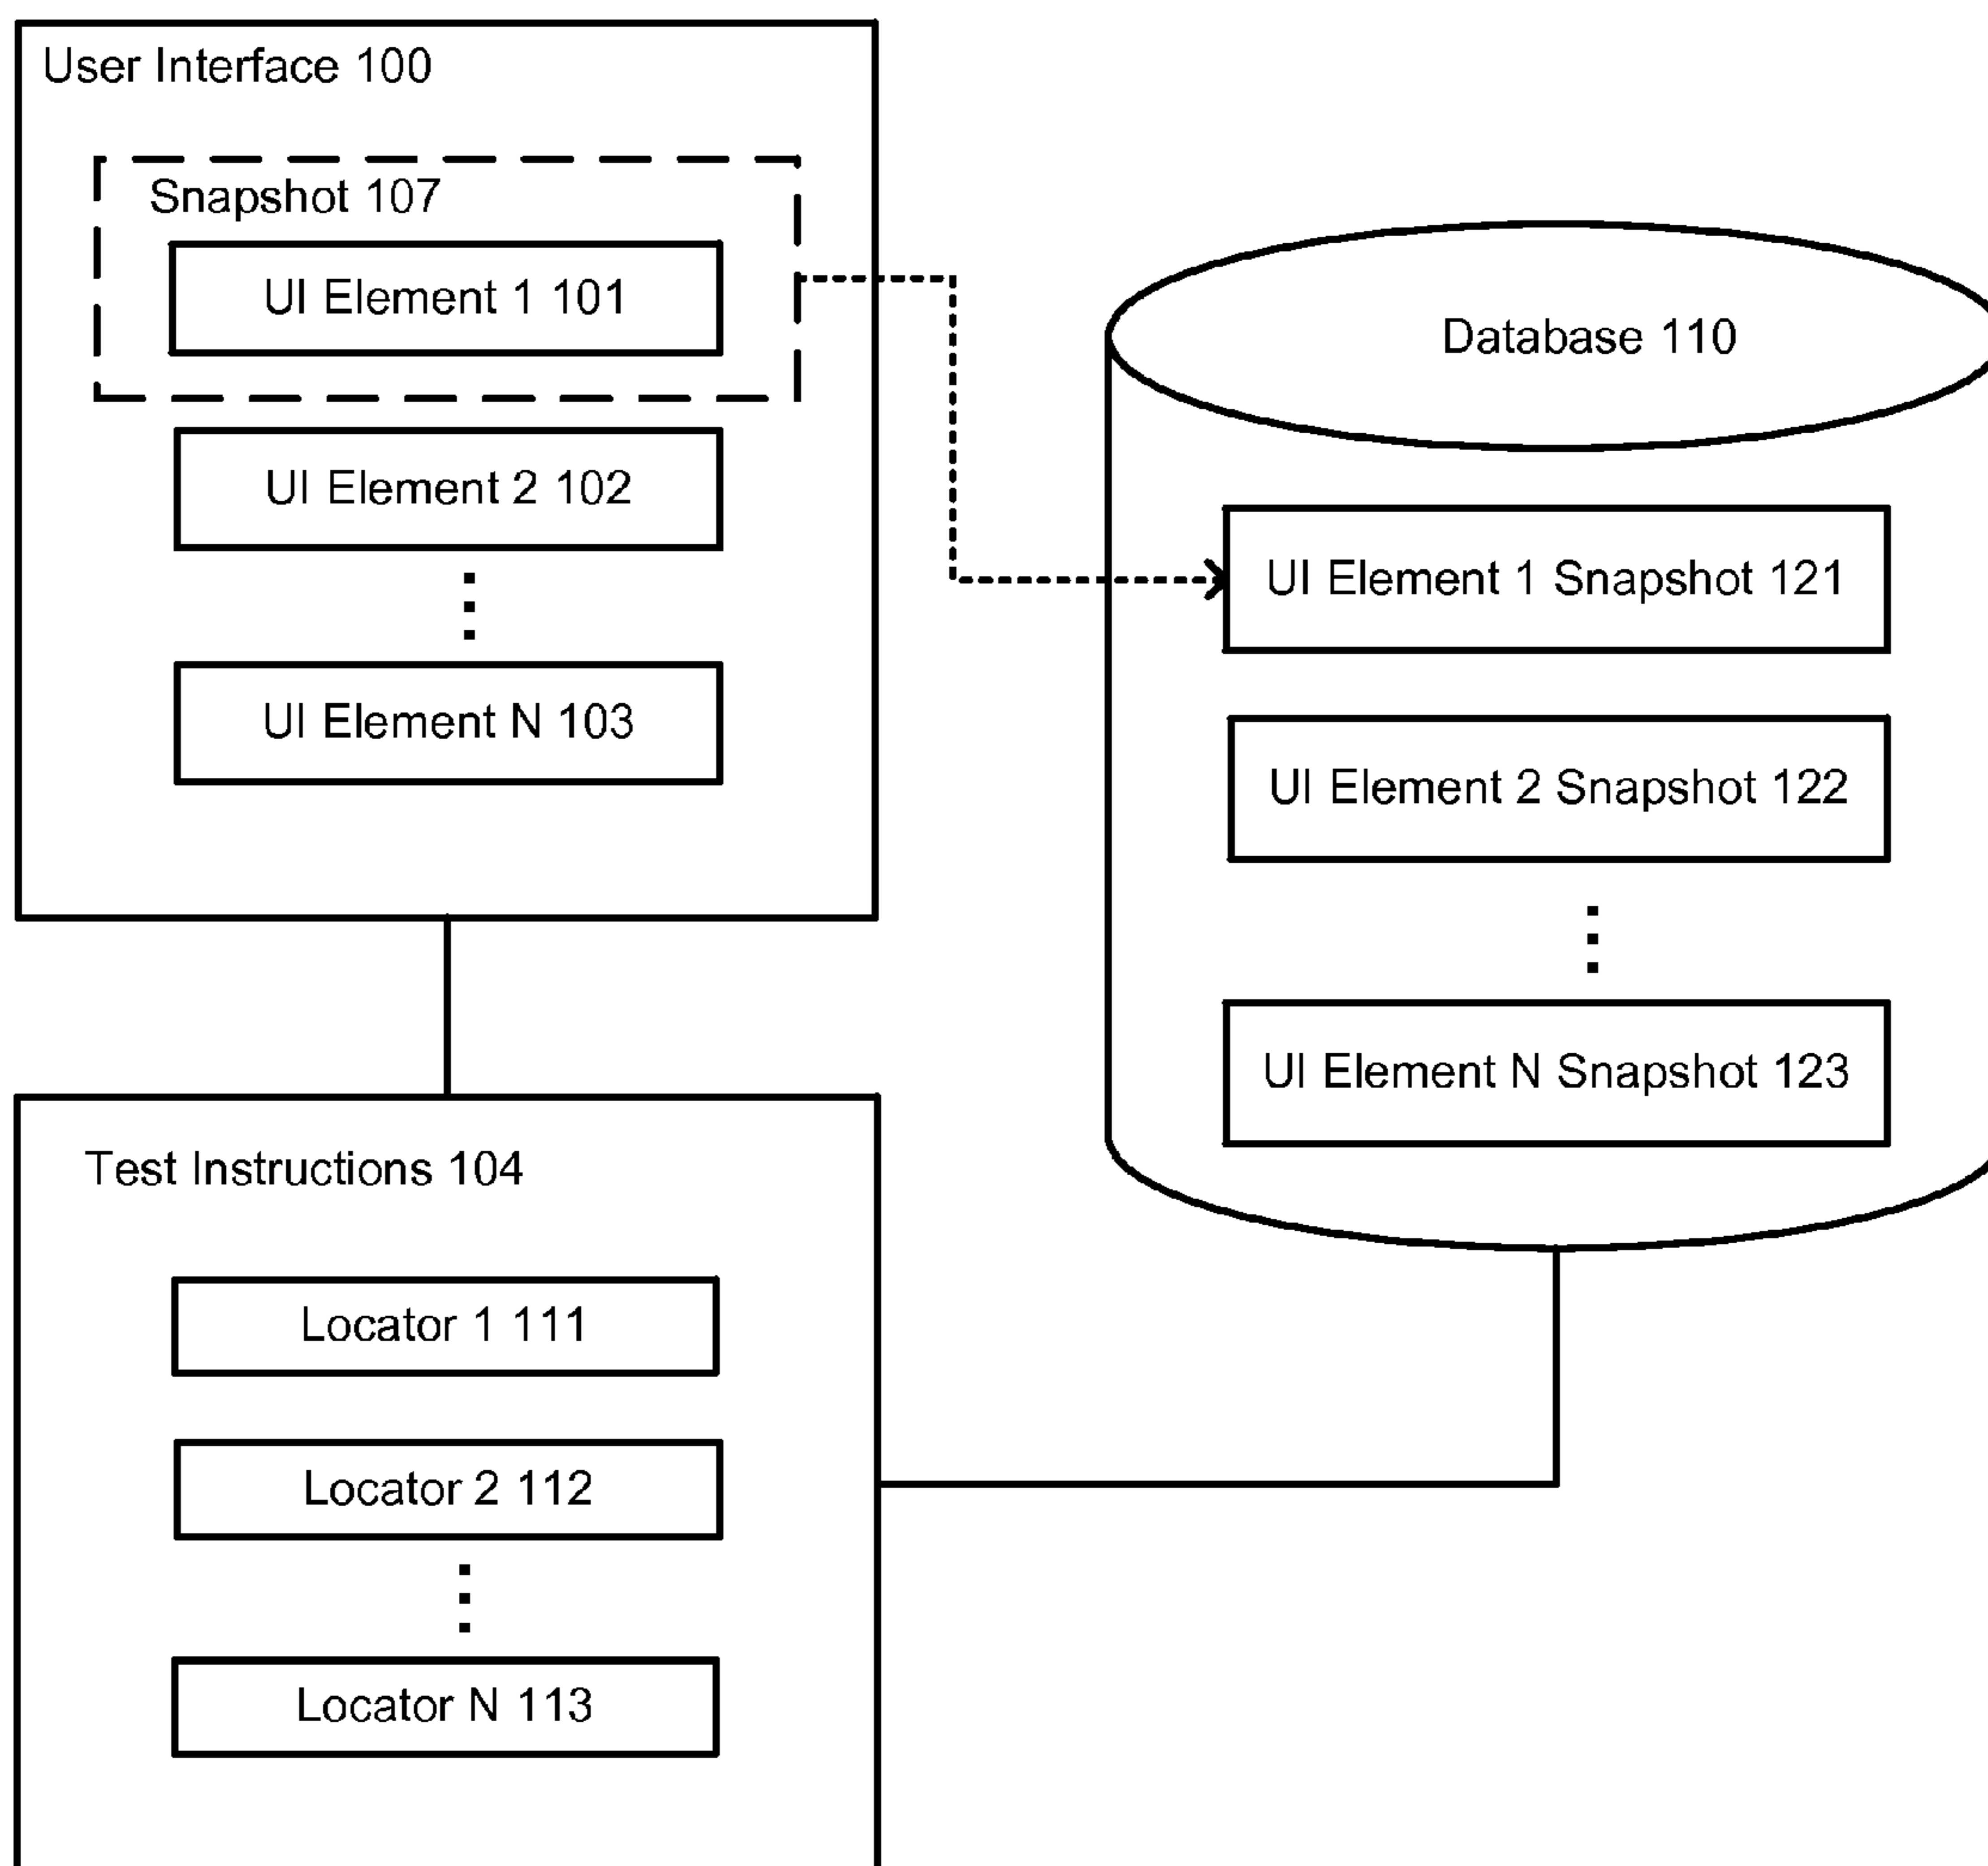 User Interface 100
Snapshot 107
UI Element 1 101
UI Element 2 102
UI Element N 103
Database 110
UI Element 1 Snapshot 121
UI Element 2 Snapshot 122
UI Element N Snapshot 123
Test Instructions 104
Locator 1 111
Locator 2 112
Locator N 113